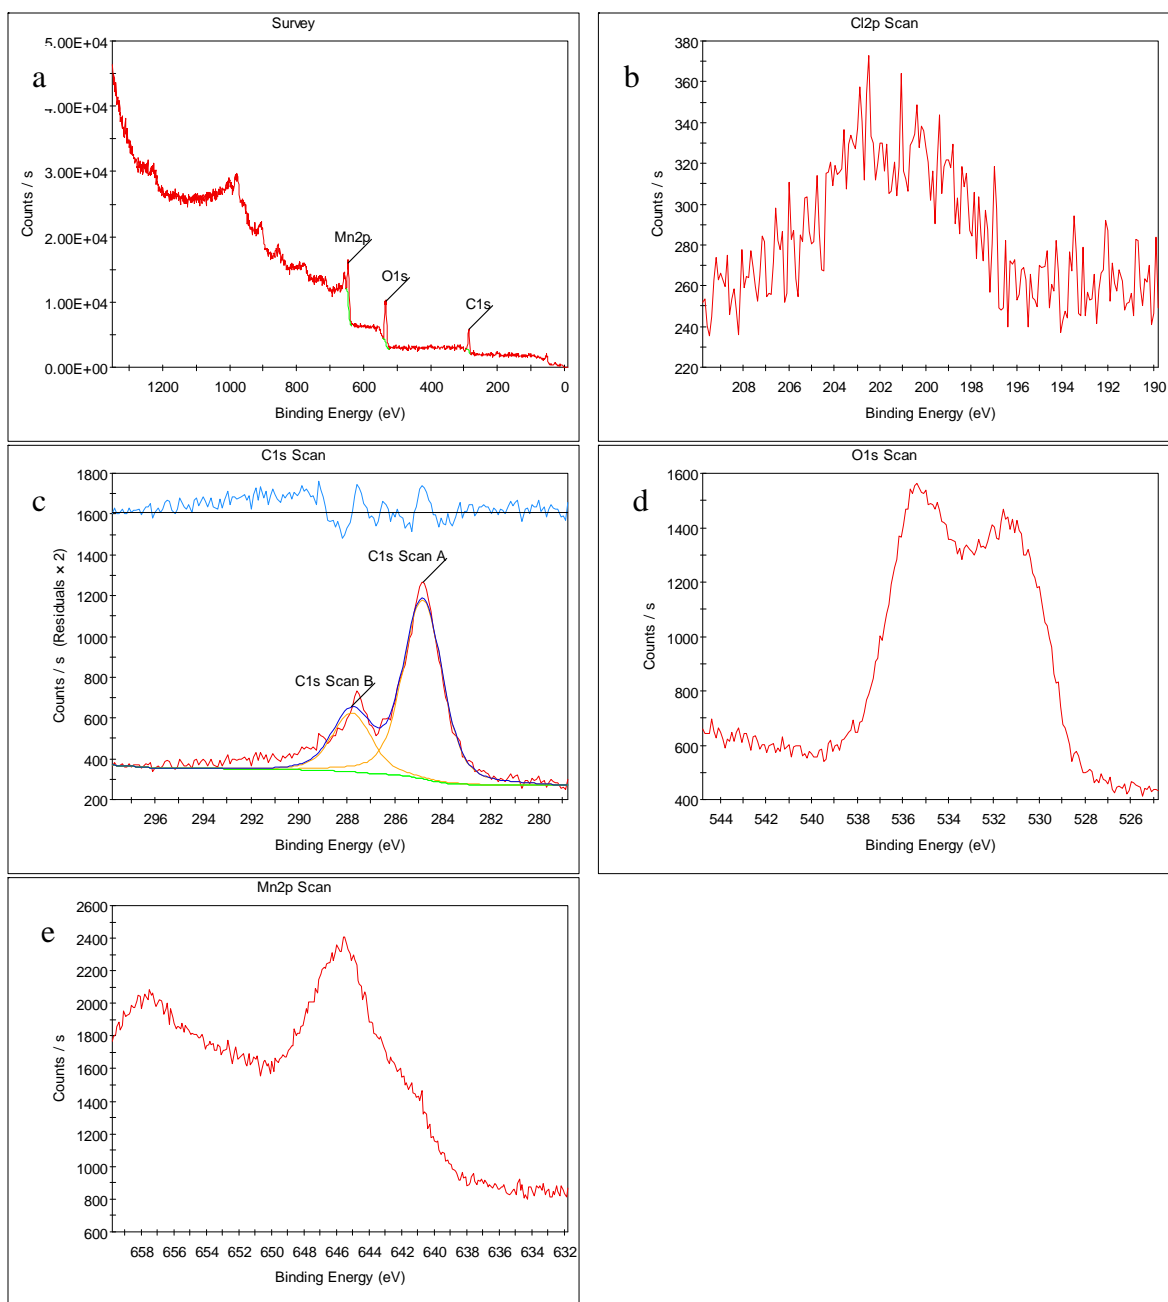 Survey
a
5.00E+04
4.00E+04
3.00E+04
2.00E+04
1.00E+04
0.00E+00
Counts / s
Mn2p
O1s
C1s
1200 1000 800 600 400 200 0
Binding Energy (eV)
Cl2p Scan
b
380
360
340
320
300
280
260
240
220
Counts / s
208 206 204 202 200 198 196 194 192 190
Binding Energy (eV)
C1s Scan
c
1800
1600
1400
1200
1000
800
600
400
200
Counts / s (Residuals × 2)
C1s Scan A
C1s Scan B
296 294 292 290 288 286 284 282 280
Binding Energy (eV)
O1s Scan
d
1600
1400
1200
1000
800
600
400
Counts / s
544 542 540 538 536 534 532 530 528 526
Binding Energy (eV)
Mn2p Scan
e
2600
2400
2200
2000
1800
1600
1400
1200
1000
800
600
Counts / s
658 656 654 652 650 648 646 644 642 640 638 636 634 632
Binding Energy (eV)